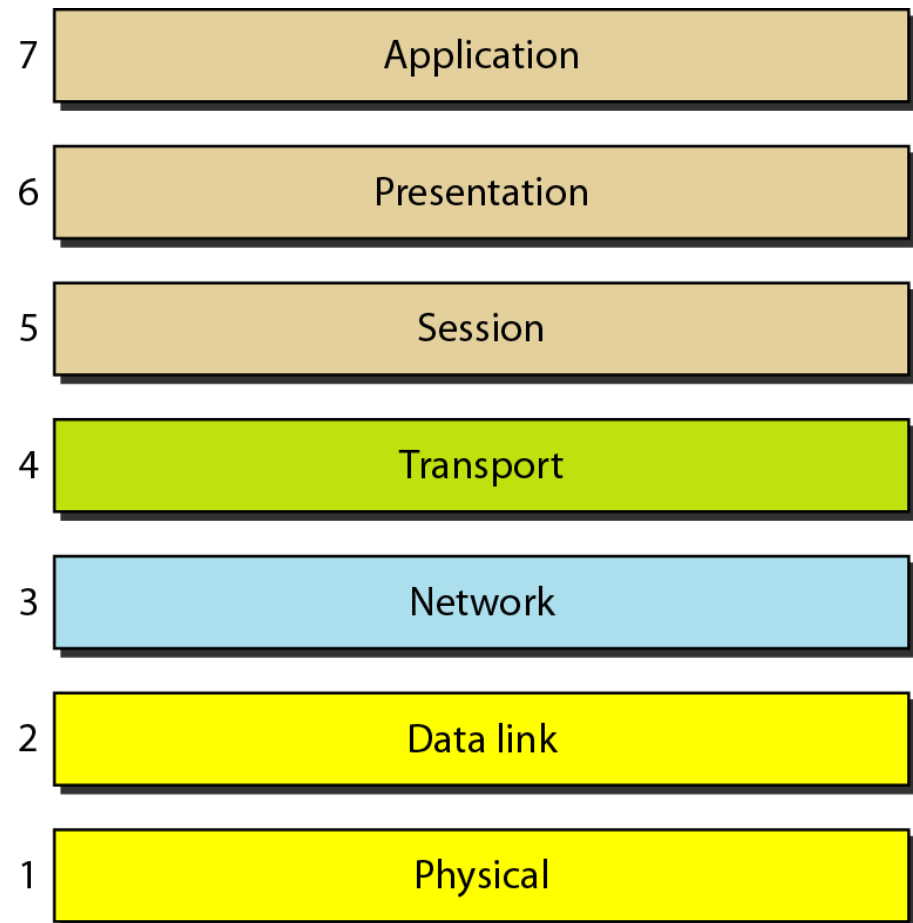 7 Application
6 Presentation
5 Session
4 Transport
3 Network
2 Data link
1 Physical